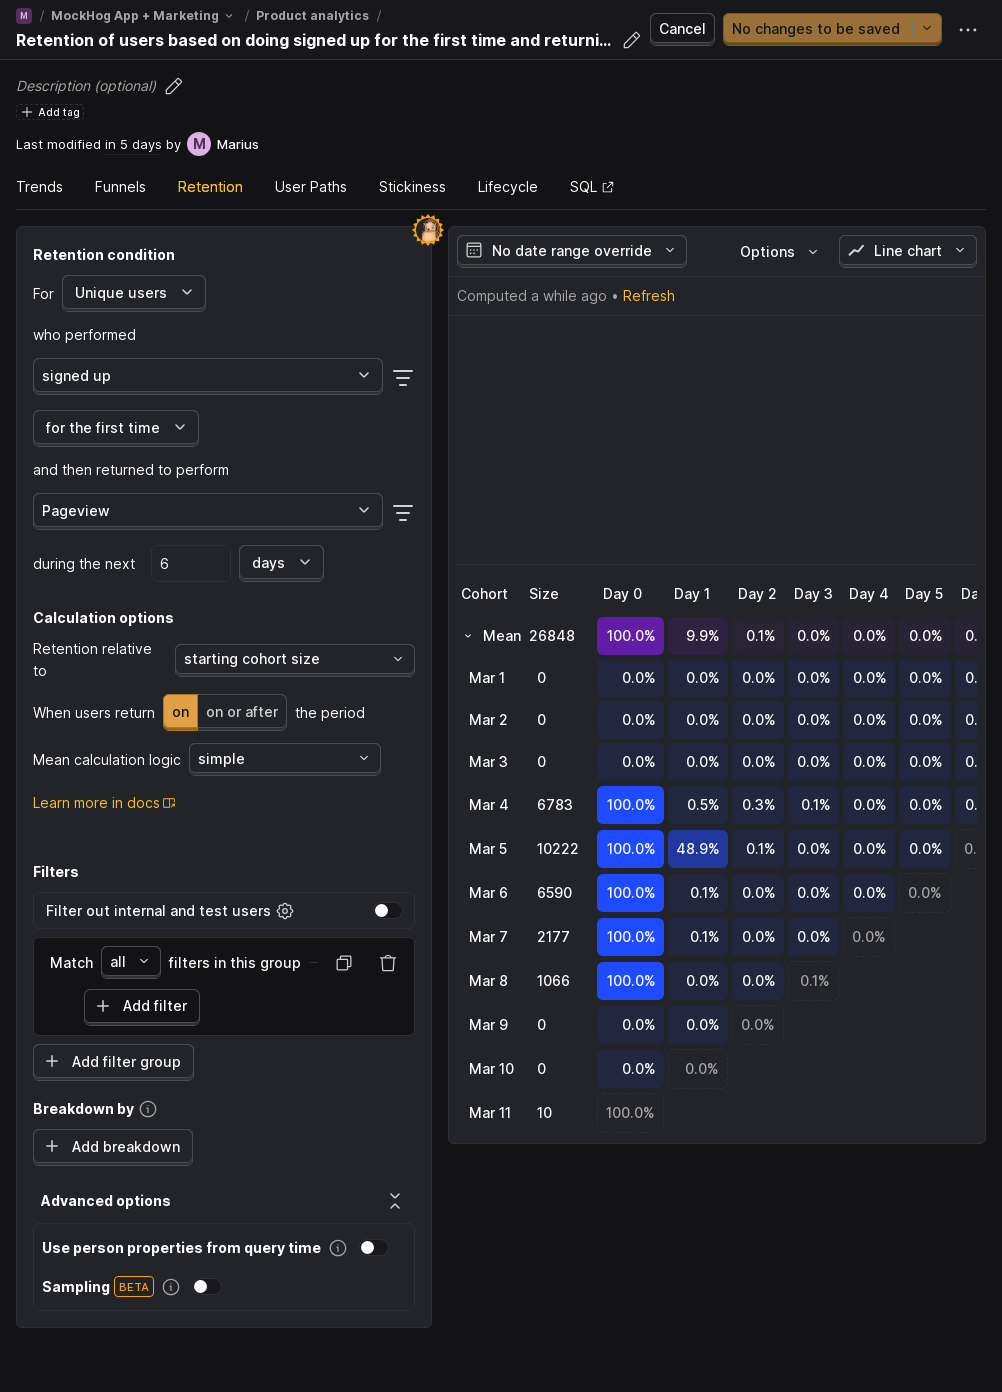 M / MockHog App + Marketing / Product analytics /
Retention of users based on doing signed up for the first time and returni...
Cancel
No changes to be saved
Description (optional)
Add tag
Last modified in 5 days by M Marius
Trends Funnels Retention User Paths Stickiness Lifecycle SQL
Retention condition
For Unique users
who performed
signed up
for the first time
and then returned to perform
Pageview
during the next 6 days
Calculation options
Retention relative
to
starting cohort size
When users return on on or after the period
Mean calculation logic simple
Learn more in docs
Filters
Filter out internal and test users
Match all filters in this group
Add filter
Add filter group
Breakdown by
Add breakdown
Advanced options
Use person properties from query time
Sampling BETA
No date range override Options Line chart
Computed a while ago • Refresh
Cohort Size Day 0 Day 1 Day 2 Day 3 Day 4 Day 5 Da
Mean 26848 100.0% 9.9% 0.1% 0.0% 0.0% 0.0% 0.
Mar 1 0 0.0% 0.0% 0.0% 0.0% 0.0% 0.0% 0.
Mar 2 0 0.0% 0.0% 0.0% 0.0% 0.0% 0.0% 0.
Mar 3 0 0.0% 0.0% 0.0% 0.0% 0.0% 0.0% 0.
Mar 4 6783 100.0% 0.5% 0.3% 0.1% 0.0% 0.0% 0.
Mar 5 10222 100.0% 48.9% 0.1% 0.0% 0.0% 0.0% 0.
Mar 6 6590 100.0% 0.1% 0.0% 0.0% 0.0% 0.0%
Mar 7 2177 100.0% 0.1% 0.0% 0.0% 0.0%
Mar 8 1066 100.0% 0.0% 0.0% 0.1%
Mar 9 0 0.0% 0.0% 0.0%
Mar 10 0 0.0% 0.0%
Mar 11 10 100.0%